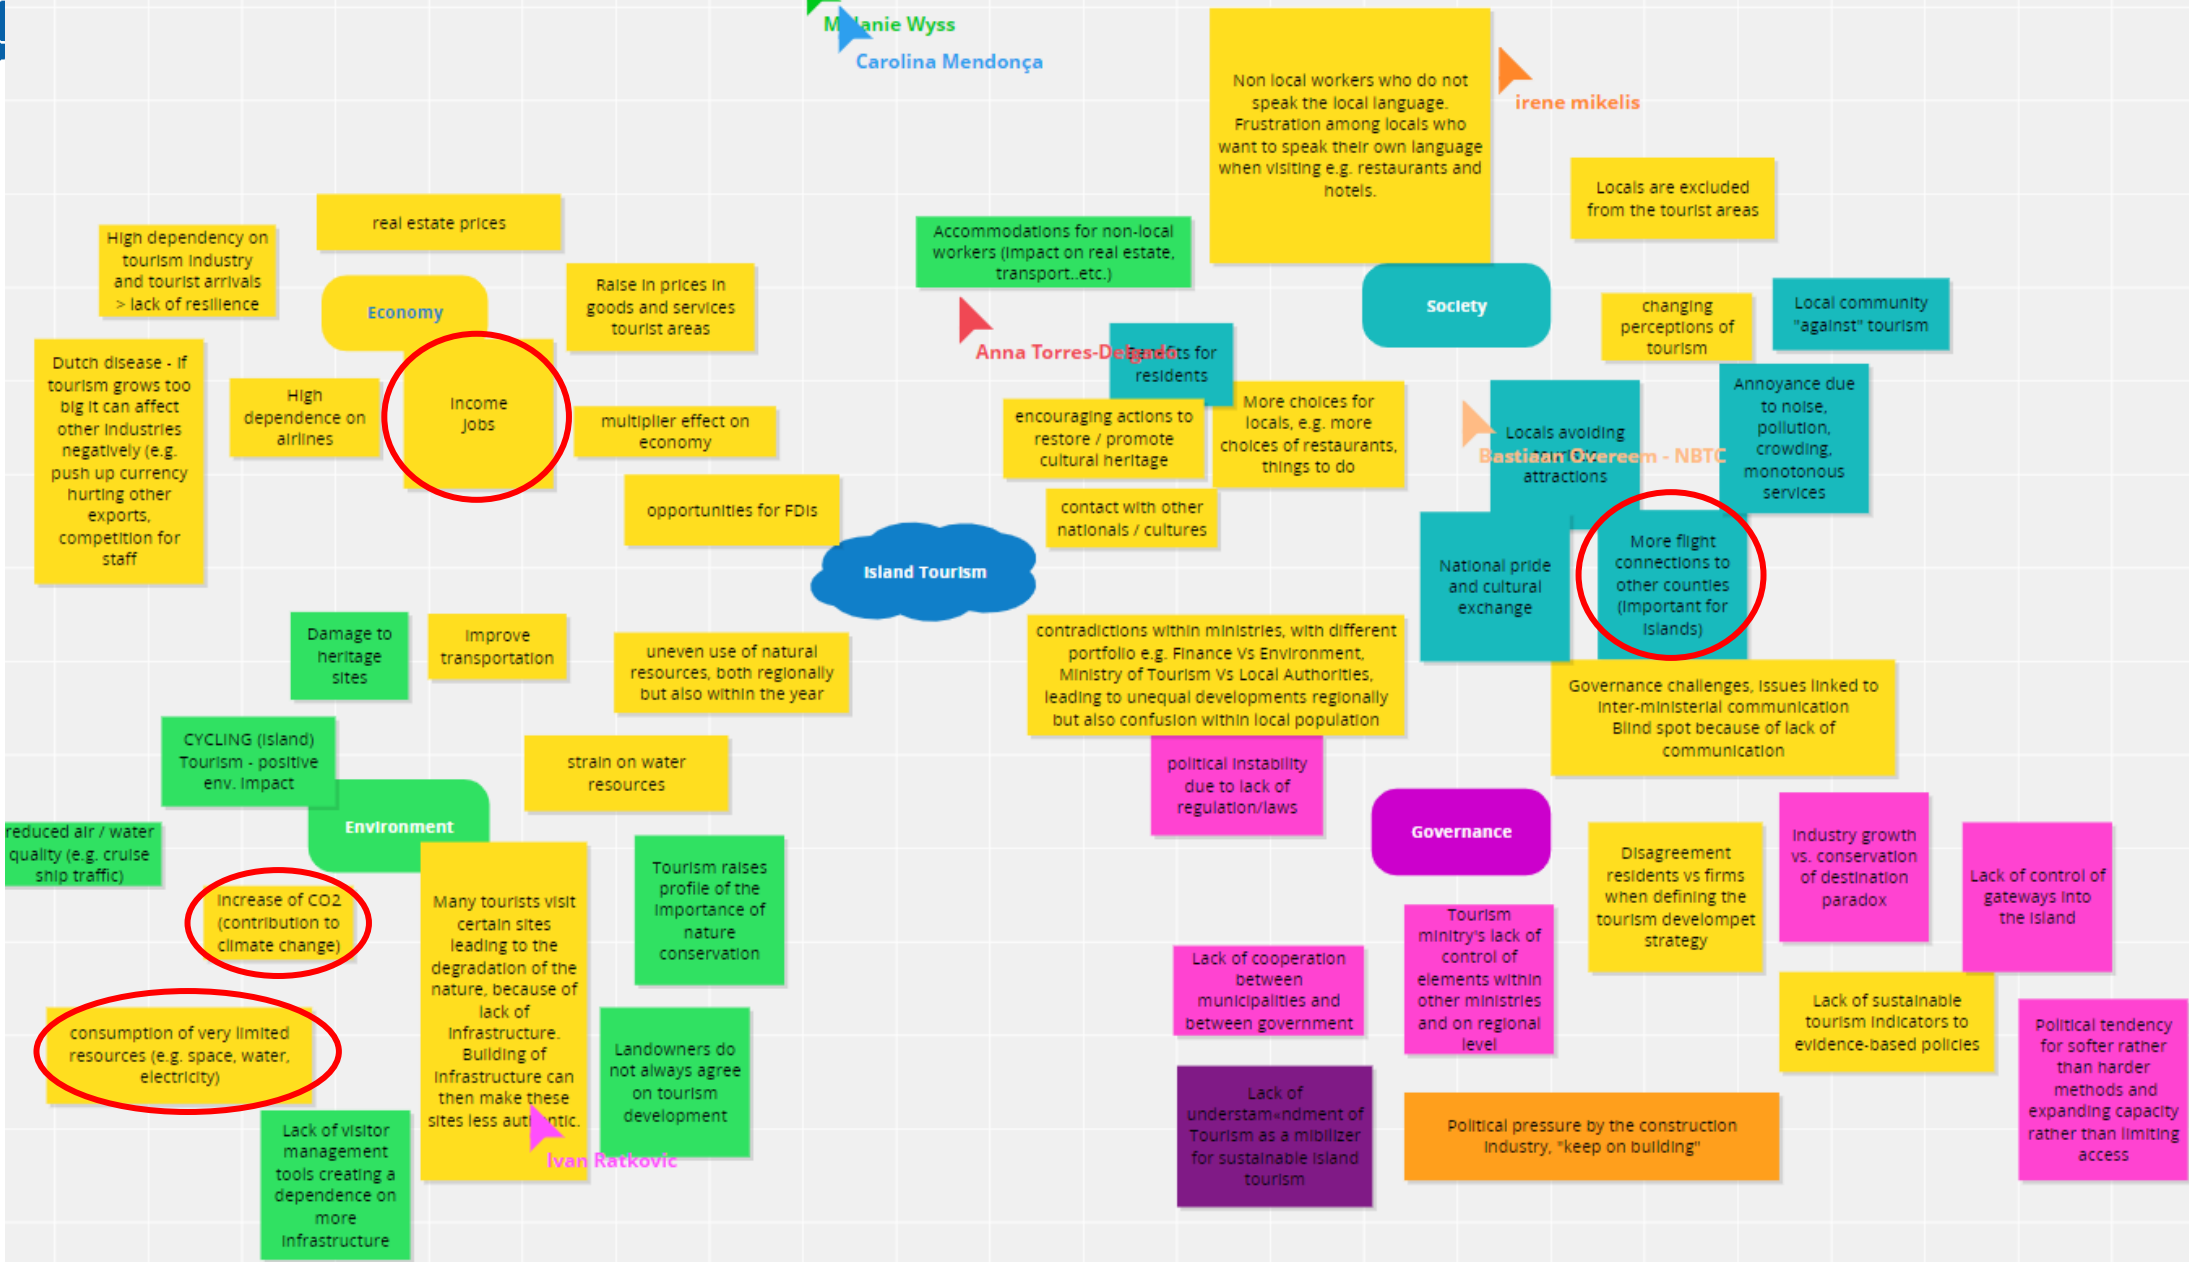 Melanie Wyss
Carolina Mendonça
Non local workers who do not
speak the local language.
Frustration among locals who
want to speak their own language
when visiting e.g. restaurants and
hotels.
irene mikelis
Locals are excluded
from the tourist areas
real estate prices
High dependency on
tourism industry
and tourist arrivals
> lack of resilience
Economy
Raise in prices in
goods and services
tourist areas
Accommodations for non-local
workers (impact on real estate,
transport..etc.)
Anna Torres-Delgado
Society
changing
perceptions of
tourism
Local community
"against" tourism
Dutch disease - if
tourism grows too
big it can affect
other industries
negatively (e.g.
push up currency
hurting other
exports,
competition for
staff
High
dependence on
airlines
Income
Jobs
multiplier effect on
economy
opportunities for FDIs
Benefits for
residents
encouraging actions to
restore / promote
cultural heritage
More choices for
locals, e.g. more
choices of restaurants,
things to do
contact with other
nationals / cultures
Locals avoiding
attractions
Bastiaan Overeem - NBTC
Annoyance due
to noise,
pollution,
crowding,
monotonous
services
National pride
and cultural
exchange
More flight
connections to
other counties
(important for
islands)
Island Tourism
Damage to
heritage
sites
Improve
transportation
uneven use of natural
resources, both regionally
but also within the year
contradictions within ministries, with different
portfolio e.g. Finance Vs Environment,
Ministry of Tourism Vs Local Authorities,
leading to unequal developments regionally
but also confusion within local population
Governance challenges, issues linked to
inter-ministerial communication
Blind spot because of lack of
communication
CYCLING (island)
Tourism - positive
env. impact
strain on water
resources
political instability
due to lack of
regulation/laws
Environment
Governance
reduced air / water
quality (e.g. cruise
ship traffic)
Increase of CO2
(contribution to
climate change)
Many tourists visit
certain sites
leading to the
degradation of the
nature, because of
lack of
infrastructure.
Building of
infrastructure can
then make these
sites less authentic.
Ivan Ratkovic
Tourism raises
profile of the
importance of
nature
conservation
Disagreement
residents vs firms
when defining the
tourism develompet
strategy
Industry growth
vs. conservation
of destination
paradox
Lack of control of
gateways into
the island
consumption of very limited
resources (e.g. space, water,
electricity)
Landowners do
not always agree
on tourism
development
Lack of cooperation
between
municipalities and
between government
Tourism
minitry's lack of
control of
elements within
other ministries
and on regional
level
Lack of sustainable
tourism indicators to
evidence-based policies
Political tendency
for softer rather
than harder
methods and
expanding capacity
rather than limiting
access
Lack of visitor
management
tools creating a
dependence on
more
infrastructure
Lack of
understam«ndment of
Tourism as a mibilizer
for sustainable island
tourism
Political pressure by the construction
industry, "keep on building"